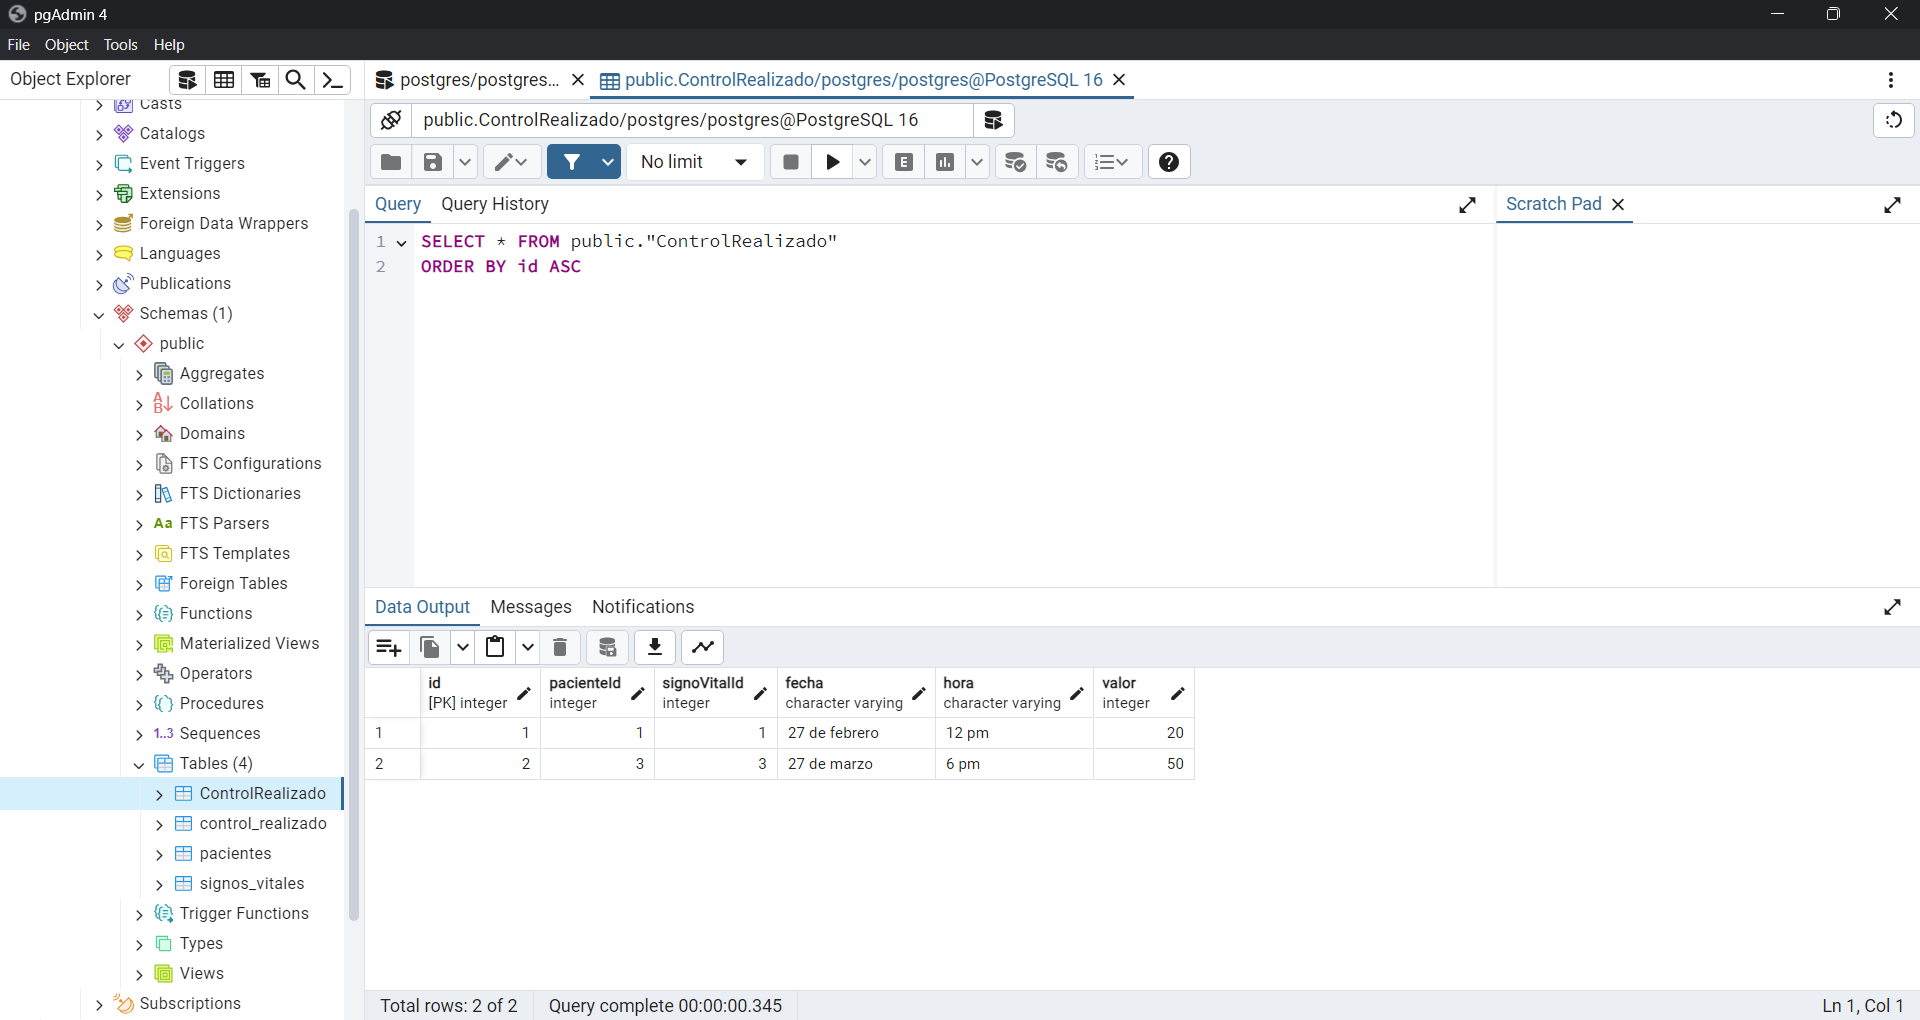 pgAdmin 4
File Object Tools Help
Object Explorer
Casts
Catalogs
Event Triggers
Extensions
Foreign Data Wrappers
Languages
Publications
Schemas (1)
public
Aggregates
Collations
Domains
FTS Configurations
FTS Dictionaries
Aa FTS Parsers
FTS Templates
Foreign Tables
Functions
Materialized Views
Operators
Procedures
1..3 Sequences
Tables (4)
ControlRealizado
control_realizado
pacientes
signos_vitales
Trigger Functions
Types
Views
Subscriptions
postgres/postgres... public.ControlRealizado/postgres/postgres@PostgreSQL 16
public.ControlRealizado/postgres/postgres@PostgreSQL 16
No limit E
Query Query History
Scratch Pad
1 SELECT * FROM public."ControlRealizado"
2 ORDER BY id ASC
Data Output Messages Notifications
id pacienteId signoVitalId fecha hora valor
[PK] integer integer integer character varying character varying integer
1 1 1 1 27 de febrero 12 pm 20
2 2 3 3 27 de marzo 6 pm 50
Total rows: 2 of 2 Query complete 00:00:00.345 Ln 1, Col 1